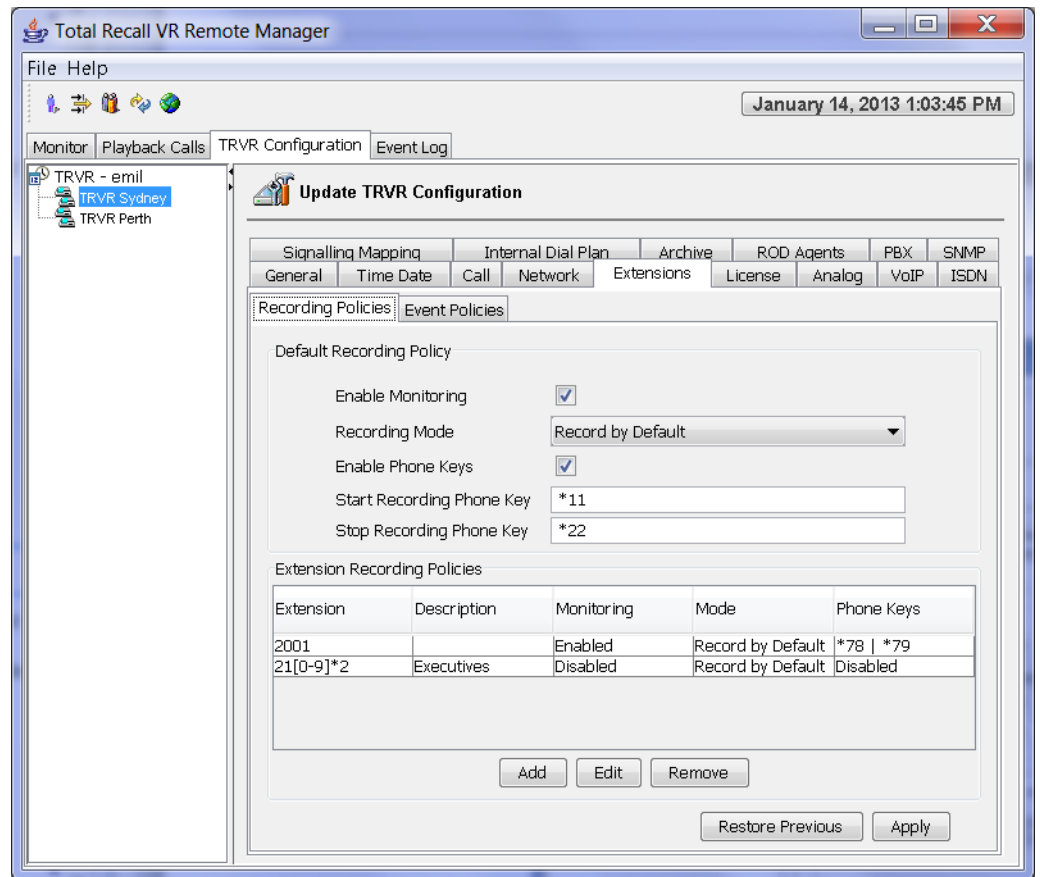 Total Recall VR Remote Manager
X
File Help
January 14, 2013 1:03:45 PM
Monitor Playback Calls TRVR Configuration Event Log
TRVR - emil
TRVR Sydney
TRVR Perth
Update TRVR Configuration
Signalling Mapping Internal Dial Plan Archive ROD Agents PBX SNMP
General Time Date Call Network Extensions License Analog VoIP ISDN
Recording Policies Event Policies
Default Recording Policy
Enable Monitoring
Recording Mode Record by Default
Enable Phone Keys
Start Recording Phone Key *11
Stop Recording Phone Key *22
Extension Recording Policies
Extension Description Monitoring Mode Phone Keys
2001 Enabled Record by Default *78 | *79
21[0-9]*2 Executives Disabled Record by Default Disabled
Add Edit Remove
Restore Previous Apply